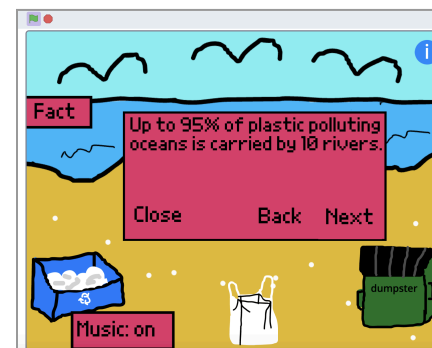 i
Fact
Up to 95% of plastic polluting
oceans is carried by 10 rivers.
Close Back Next
dumpster
Music: on